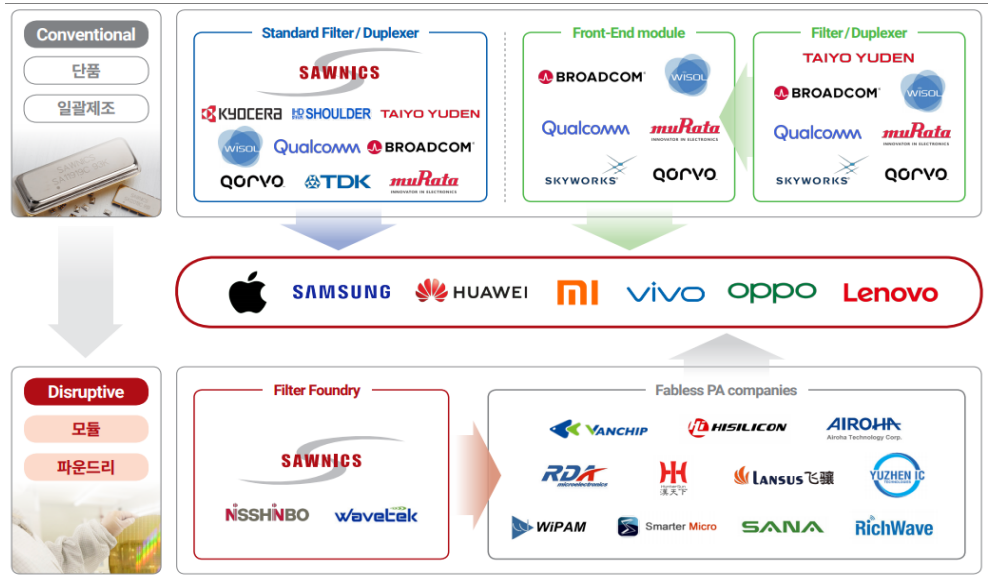 Conventional
단품
일괄제조
SAWNICS
Standard Filter / Duplexer
SAWNICS
KYOCERA SHOULDER TAIYO YUDEN
WiSOL Qualcomm BROADCOM
QORVO TDK muRata
INNOVATOR IN ELECTRONICS
Front-End module
BROADCOM WiSOL
Qualcomm muRata
INNOVATOR IN ELECTRONICS
SKYWORKS QORVO
Filter / Duplexer
TAIYO YUDEN
BROADCOM WiSOL
Qualcomm muRata
INNOVATOR IN ELECTRONICS
SKYWORKS QORVO
SAMSUNG HUAWEI MI vivo oppo Lenovo
Disruptive
모듈
파운드리
Filter Foundry
SAWNICS
NISSHINBO wavetek
Fabless PA companies
VANCHIP HISILICON AIROHA
Airoha Technology Corp.
RDA microelectronics 漢天下 LANSUS 飞骧 YUZHEN IC
TECHNOLOGIES
WiPAM Smarter Micro SANA RichWave